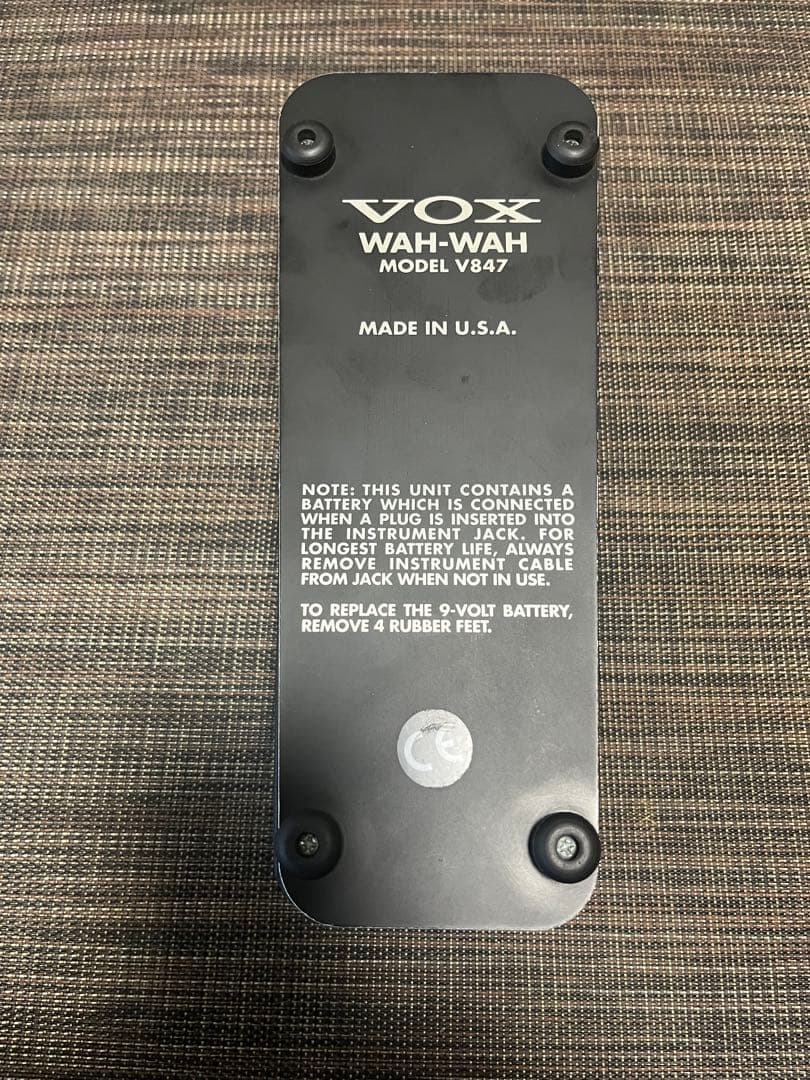 VOX
WAH-WAH
MODEL V847
MADE IN U.S.A.
NOTE: THIS UNIT CONTAINS A
BATTERY WHICH IS CONNECTED
WHEN A PLUG IS INSERTED INTO
THE INSTRUMENT JACK. FOR
LONGEST BATTERY LIFE, ALWAYS
REMOVE INSTRUMENT CABLE
FROM JACK WHEN NOT IN USE.
TO REPLACE THE 9-VOLT BATTERY,
REMOVE 4 RUBBER FEET.
CE